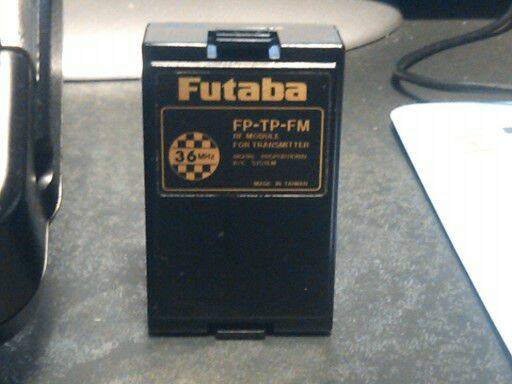 Futaba
FP-TP-FM
RF MODULE
FOR TRANSMITTER
36MHz
DIGITAL PROPORTIONAL
R/C SYSTEM
MADE IN TAIWAN